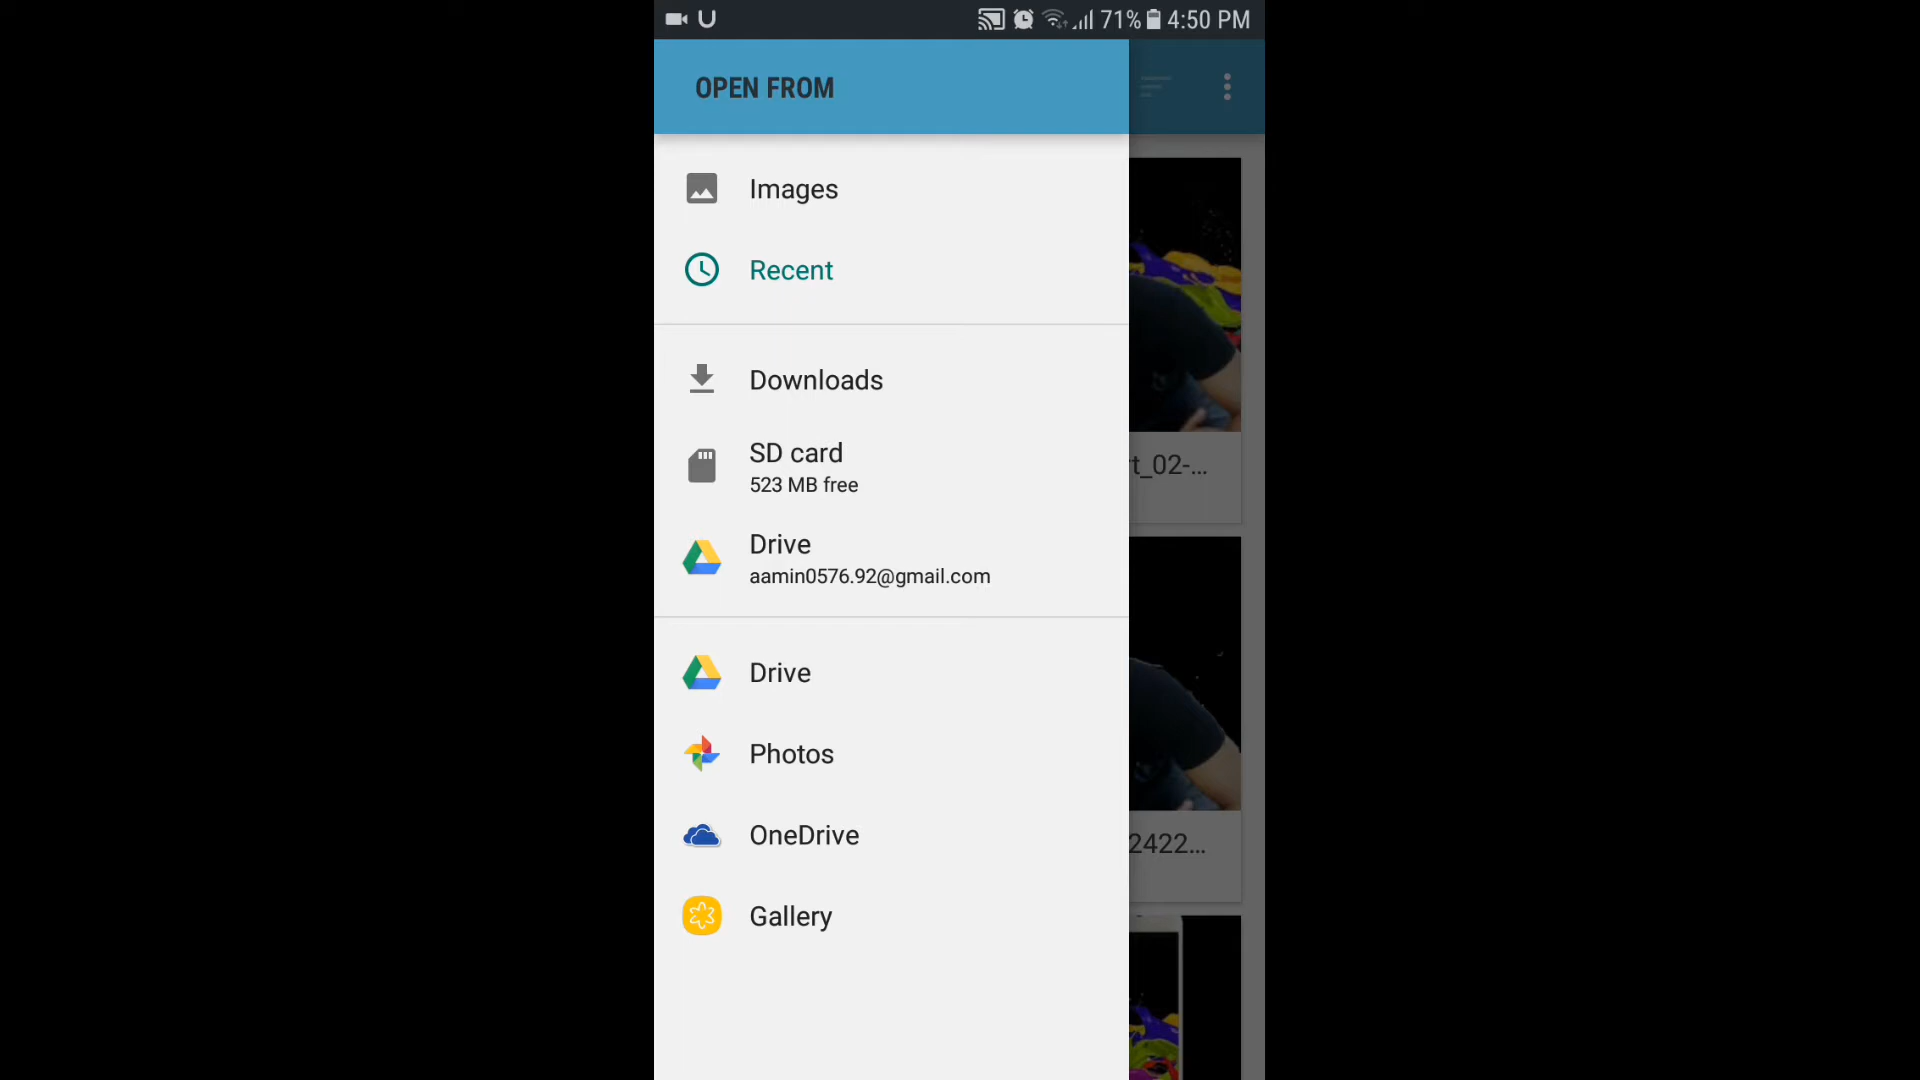 71% 4:50 PM
OPEN FROM
Images
Recent
Downloads
SD card
523 MB free
Drive
aamin0576.92@gmail.com
Drive
Photos
OneDrive
Gallery
t_02-...
2422...